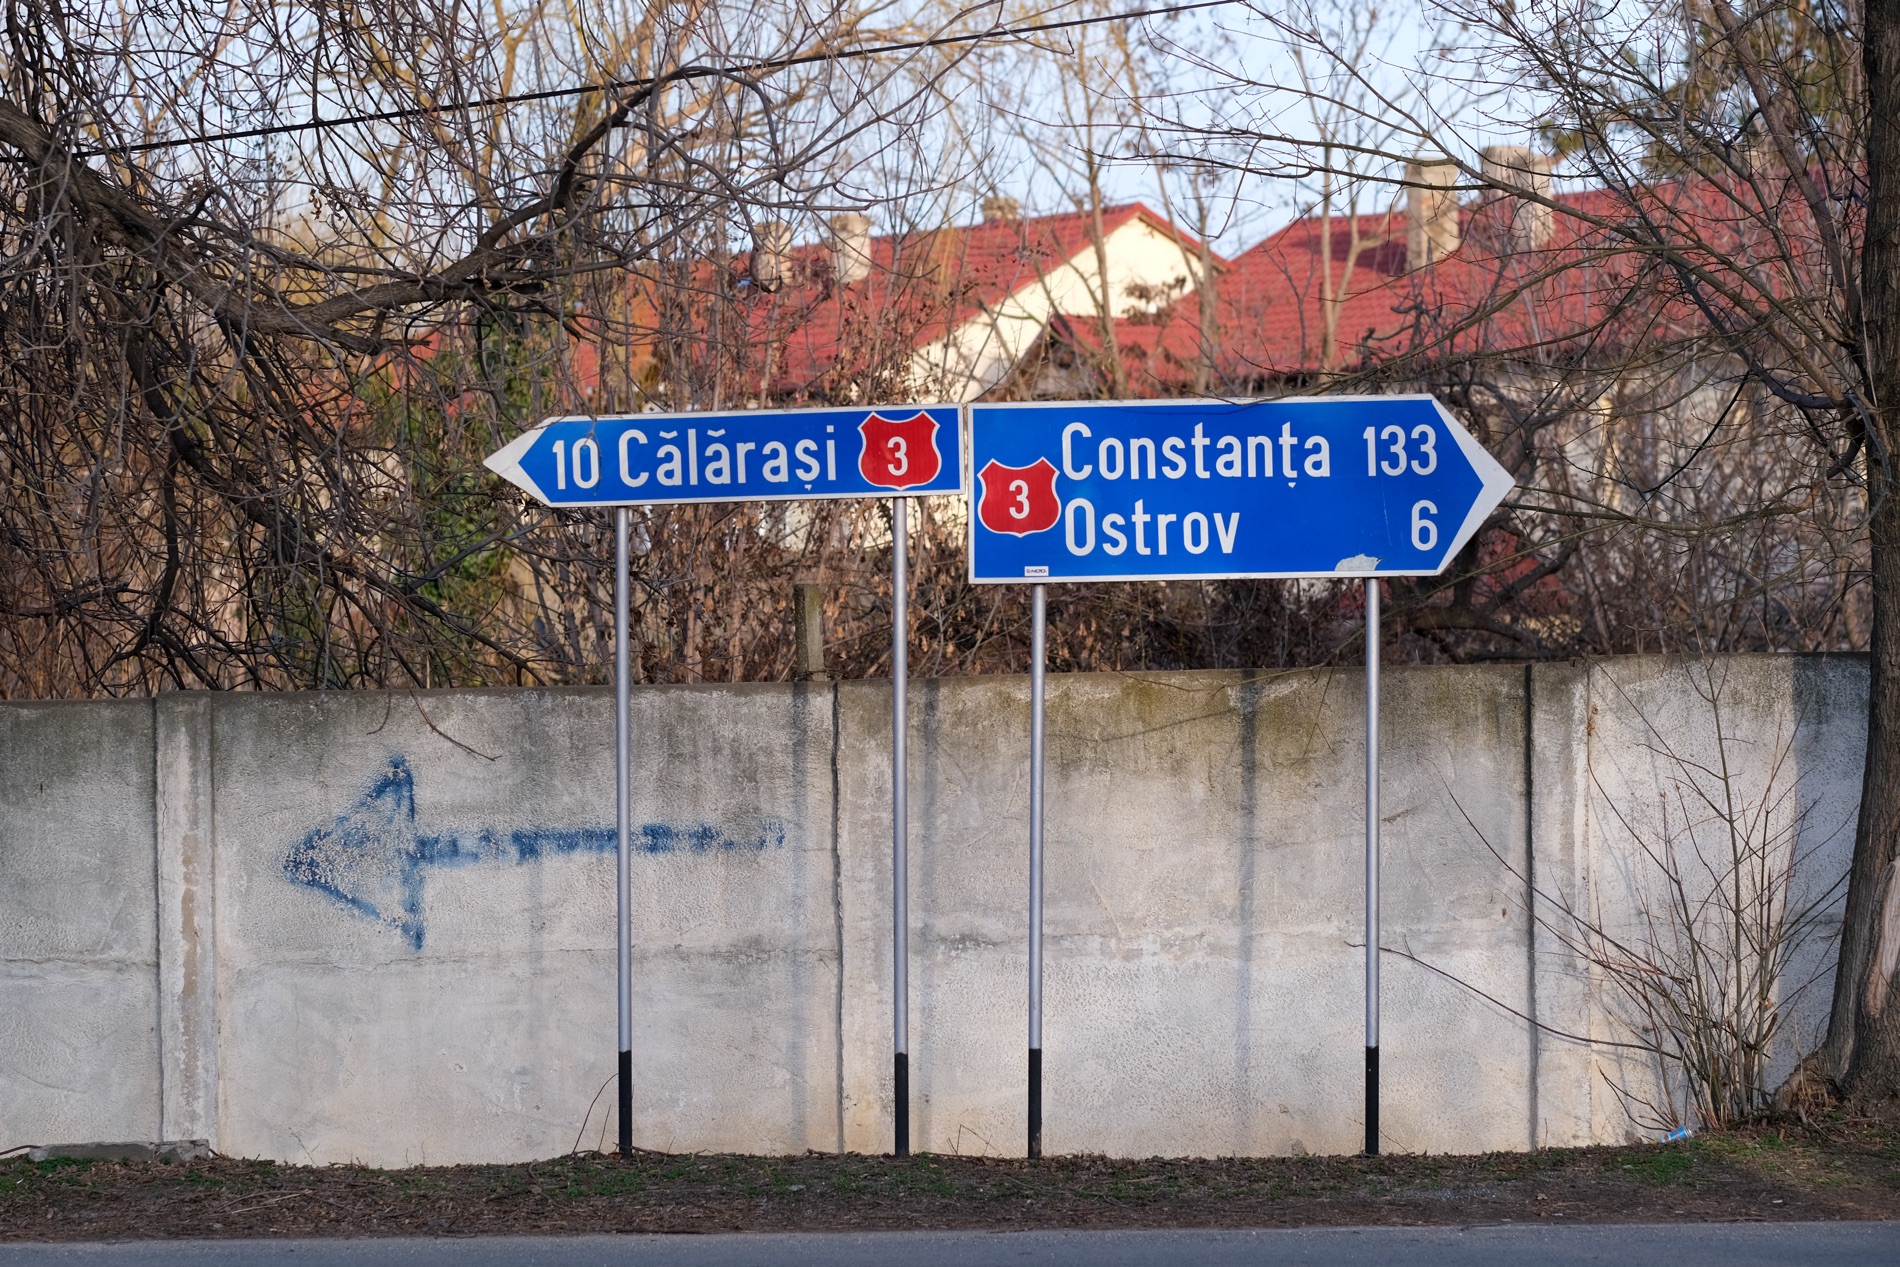 10 Călărași 3
3 Constanța 133
Ostrov 6